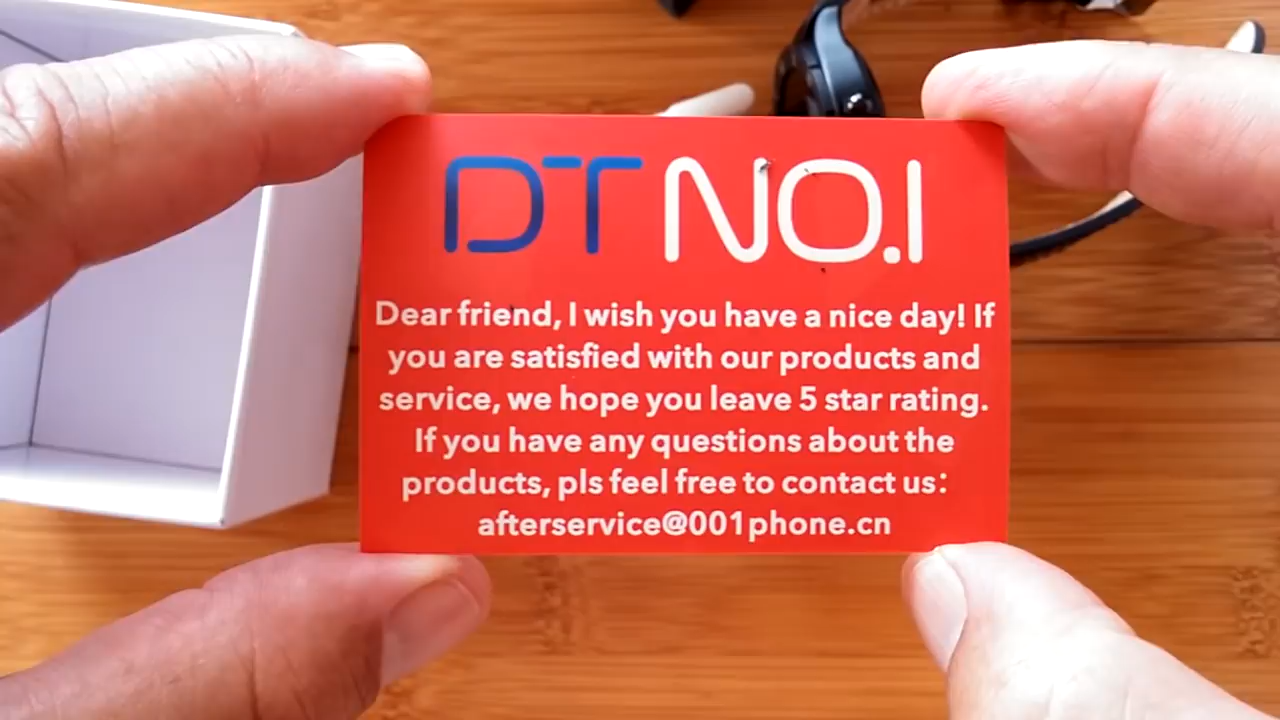 DT NO.1
Dear friend, I wish you have a nice day! If
you are satisfied with our products and
service, we hope you leave 5 star rating.
If you have any questions about the
products, pls feel free to contact us:
afterservice@001phone.cn